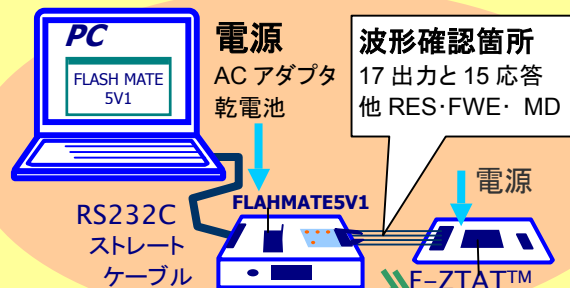 PC
FLASH MATE
5V1
電源
AC アダプタ
乾電池
波形確認箇所
17 出力と 15 応答
他 RES・FWE・ MD
電源
FLAHMATE5V1
RS232C
ストレート
ケーブル
F-ZTAT™